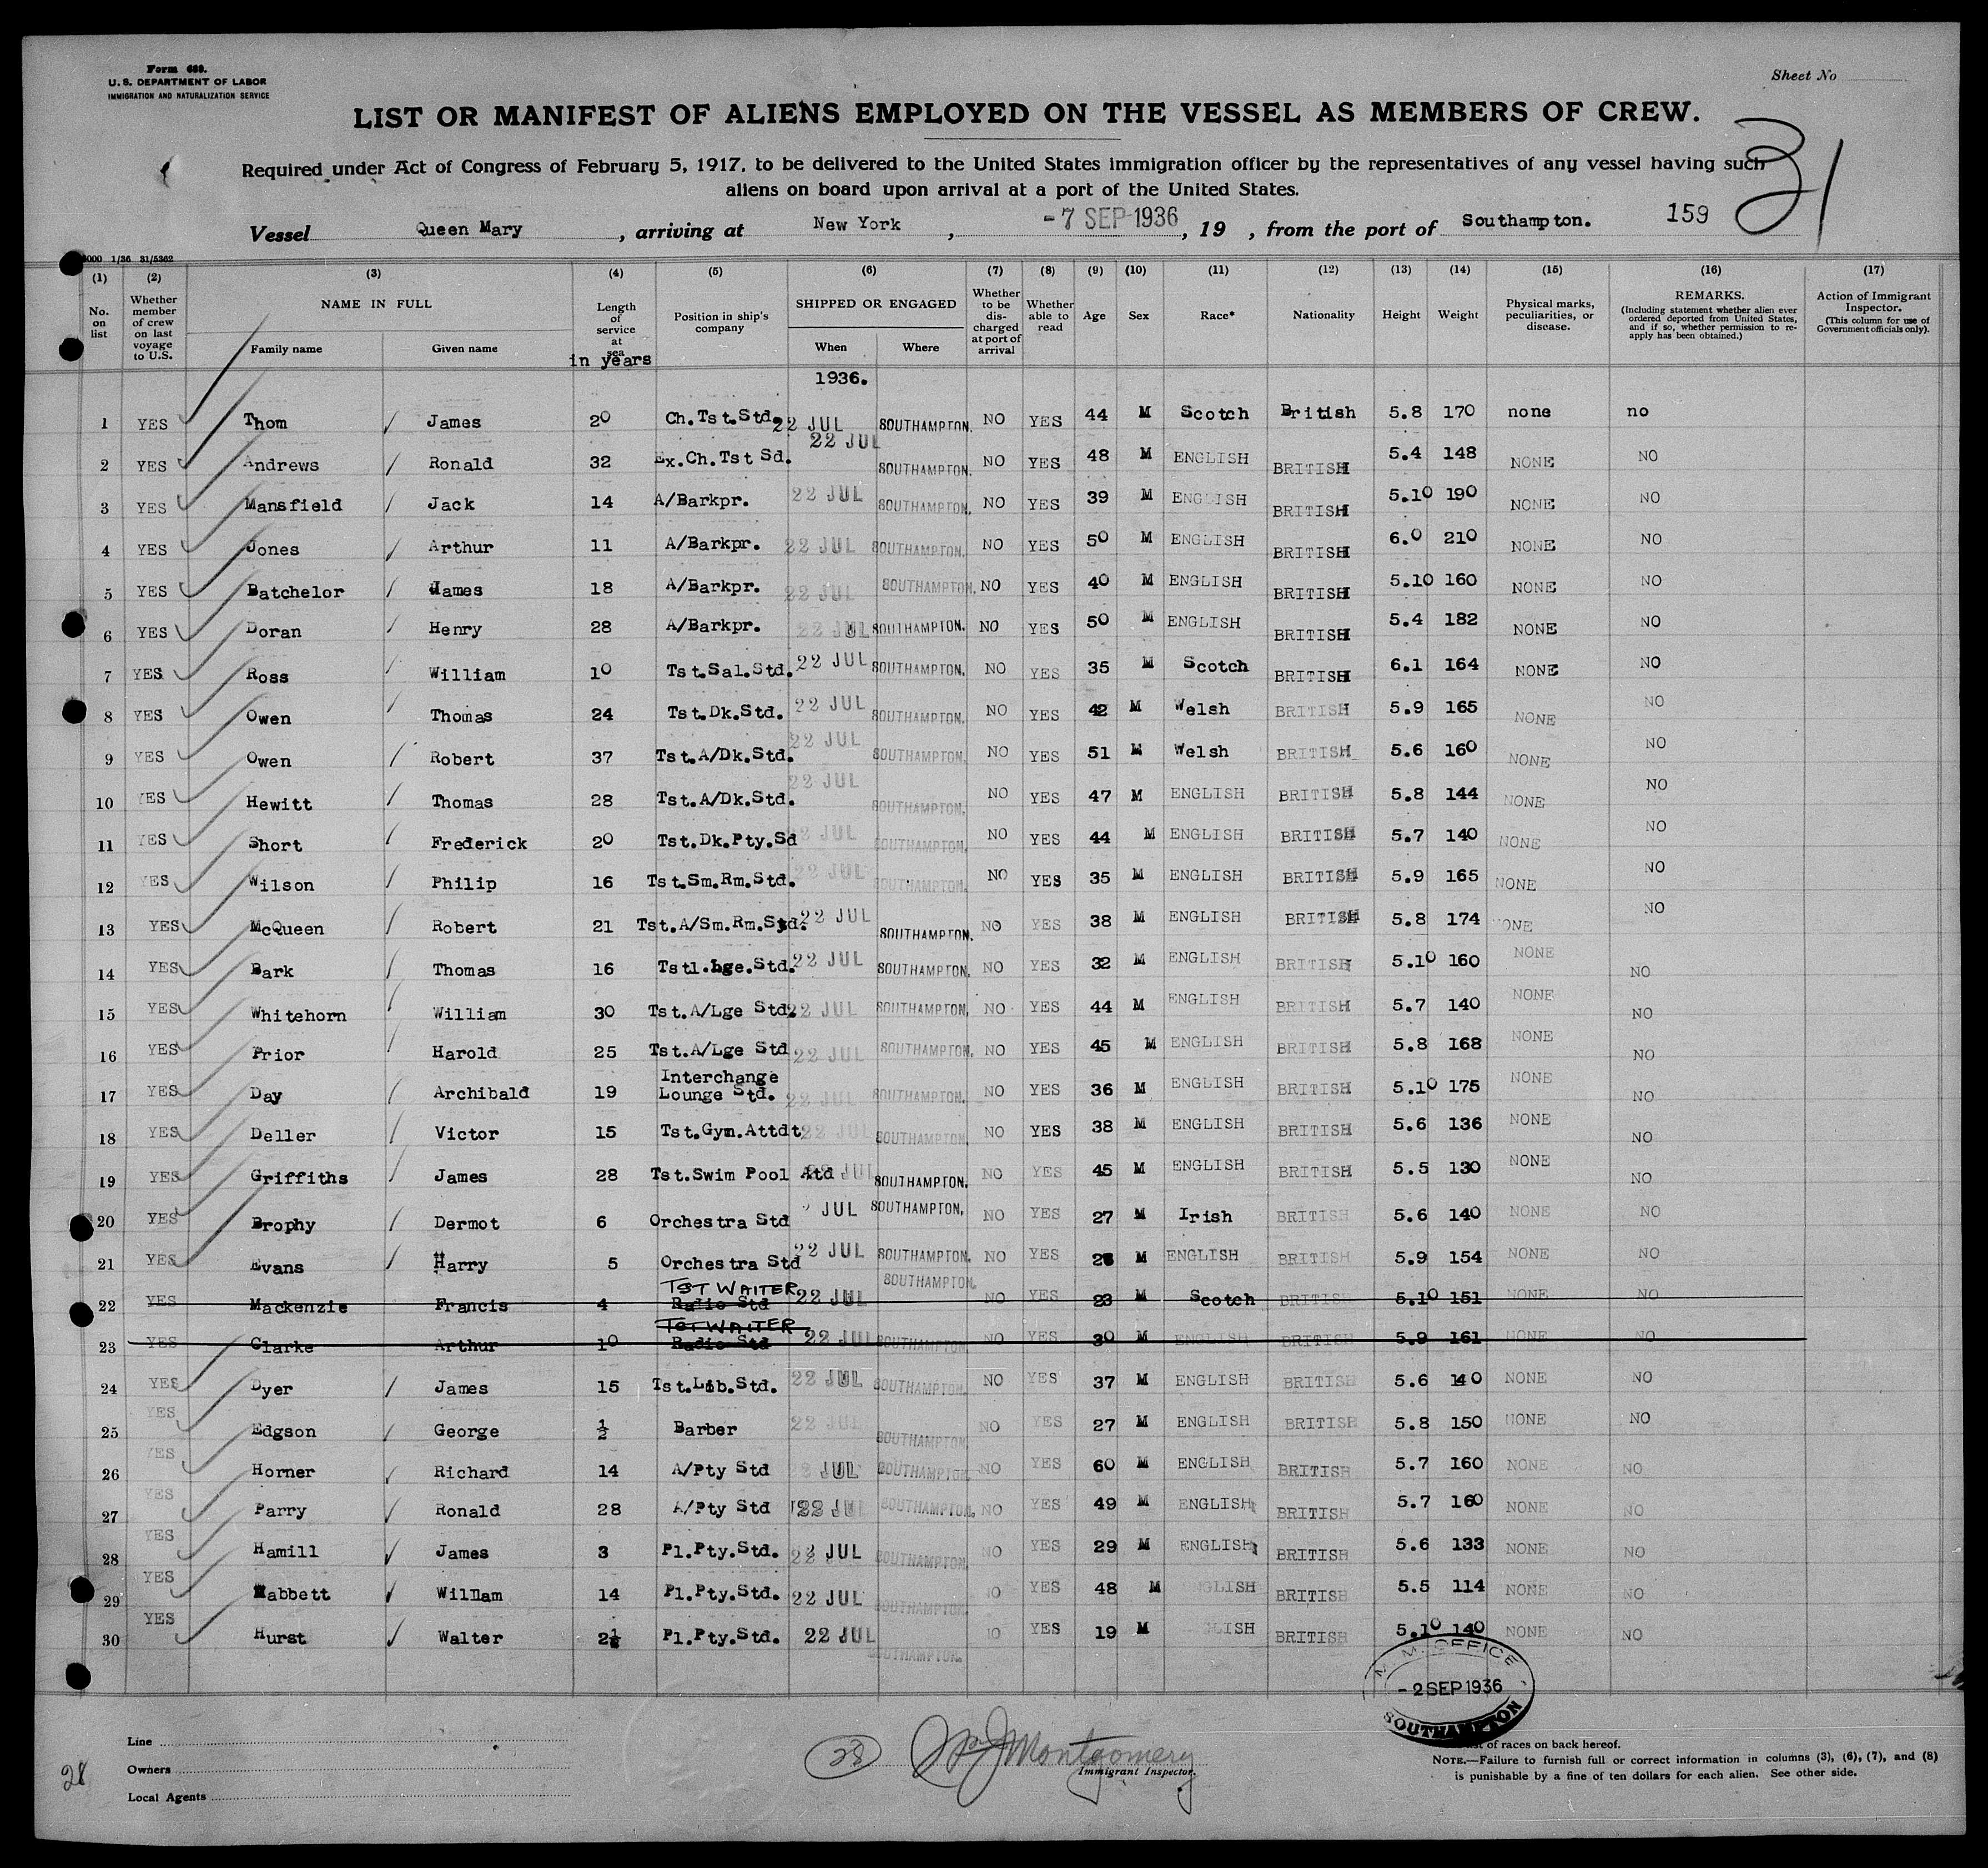 Form 689.
U. S. DEPARTMENT OF LABOR
IMMIGRATION AND NATURALIZATION SERVICE
Sheet No
LIST OR MANIFEST OF ALIENS EMPLOYED ON THE VESSEL AS MEMBERS OF CREW.
31
Required under Act of Congress of February 5, 1917, to be delivered to the United States immigration officer by the representatives of any vessel having such
aliens on board upon arrival at a port of the United States.
Vessel Queen Mary, arriving at New York, -7 SEP 1936, 19 , from the port of Southampton. 159
1/36 31/5362
(1) (2) (3) (4) (5) (6) (7) (8) (9) (10) (11) (12) (13) (14) (15) (16) (17)
No. on list Whether member of crew on last voyage to U.S. NAME IN FULL Family name Given name Length of service at sea in years Position in ship's company SHIPPED OR ENGAGED When Where Whether to be discharged at port of arrival Whether able to read Age Sex Race* Nationality Height Weight Physical marks, peculiarities, or disease. REMARKS. (Including statement whether alien ever ordered deported from United States, and if so, whether permission to re-apply has been obtained.) Action of Immigrant Inspector. (This column for use of Government officials only).
1936.
1 YES Thom James 20 Ch.Tst.Std. 22 JUL SOUTHAMPTON. NO YES 44 M Scotch British 5.8 170 none no
2 YES Andrews Ronald 32 Ex.Ch.Tst Sd. 22 JUL SOUTHAMPTON. NO YES 48 M ENGLISH BRITISH 5.4 148 NONE NO
3 YES Mansfield Jack 14 A/Barkpr. 22 JUL SOUTHAMPTON. NO YES 39 M ENGLISH BRITISH 5.10 190 NONE NO
4 YES Jones Arthur 11 A/Barkpr. 22 JUL SOUTHAMPTON. NO YES 50 M ENGLISH BRITISH 6.0 210 NONE NO
5 YES Batchelor James 18 A/Barkpr. 22 JUL SOUTHAMPTON. NO YES 40 M ENGLISH BRITISH 5.10 160 NONE NO
6 YES Doran Henry 28 A/Barkpr. 22 JUL SOUTHAMPTON. NO YES 50 M ENGLISH BRITISH 5.4 182 NONE NO
7 YES Ross William 10 Tst.Sal.Std. 22 JUL SOUTHAMPTON. NO YES 35 M Scotch BRITISH 6.1 164 NONE NO
8 YES Owen Thomas 24 Tst.Dk.Std. 22 JUL SOUTHAMPTON. NO YES 42 M Welsh BRITISH 5.9 165 NONE NO
9 YES Owen Robert 37 Tst.A/Dk.Std. 22 JUL SOUTHAMPTON. NO YES 51 M Welsh BRITISH 5.6 160 NONE NO
10 YES Hewitt Thomas 28 Tst.A/Dk.Std. 22 JUL SOUTHAMPTON. NO YES 47 M ENGLISH BRITISH 5.8 144 NONE NO
11 YES Short Frederick 20 Tst.Dk.Pty.Sd 22 JUL SOUTHAMPTON. NO YES 44 M ENGLISH BRITISH 5.7 140 NONE NO
12 YES Wilson Philip 16 Tst.Sm.Rm.Std. 22 JUL SOUTHAMPTON. NO YES 35 M ENGLISH BRITISH 5.9 165 NONE NO
13 YES McQueen Robert 21 Tst.A/Sm.Rm.Std. 22 JUL SOUTHAMPTON. NO YES 38 M ENGLISH BRITISH 5.8 174 NONE NO
14 YES Bark Thomas 16 Tstl.Lge.Std. 22 JUL SOUTHAMPTON. NO YES 32 M ENGLISH BRITISH 5.10 160 NONE NO
15 YES Whitehorn William 30 Tst.A/Lge Std. 22 JUL SOUTHAMPTON. NO YES 44 M ENGLISH BRITISH 5.7 140 NONE NO
16 YES Prior Harold 25 Tst.A/Lge Std 22 JUL SOUTHAMPTON. NO YES 45 M ENGLISH BRITISH 5.8 168 NONE NO
17 YES Day Archibald 19 Interchange Lounge Std. 22 JUL SOUTHAMPTON. NO YES 36 M ENGLISH BRITISH 5.10 175 NONE NO
18 YES Deller Victor 15 Tst.Gym.Attdt 22 JUL SOUTHAMPTON. NO YES 38 M ENGLISH BRITISH 5.6 136 NONE NO
19 YES Griffiths James 28 Tst.Swim Pool Atd 22 JUL SOUTHAMPTON. NO YES 45 M ENGLISH BRITISH 5.5 130 NONE NO
20 YES Brophy Dermot 6 Orchestra Std JUL SOUTHAMPTON. NO YES 27 M Irish BRITISH 5.6 140 NONE NO
21 YES Evans Harry 5 Orchestra Std 22 JUL SOUTHAMPTON. NO YES M ENGLISH BRITISH 5.9 154 NONE NO
22 YES Mackenzie Francis 4 TST WAITER Radio Std 22 JUL SOUTHAMPTON. NO YES 23 M Scotch BRITISH 5.10 151 NONE NO
23 YES Clarke Arthur 10 TST WAITER Radio Std 22 JUL SOUTHAMPTON. NO YES 30 M ENGLISH BRITISH 5.9 161 NONE NO
24 YES Dyer James 15 Tst.Lib.Std. 22 JUL SOUTHAMPTON. NO YES 37 M ENGLISH BRITISH 5.6 140 NONE NO
25 YES Edgson George ½ Barber 22 JUL SOUTHAMPTON. NO YES 27 M ENGLISH BRITISH 5.8 150 NONE NO
26 YES Horner Richard 14 A/Pty Std 22 JUL SOUTHAMPTON. NO YES 60 M ENGLISH BRITISH 5.7 160 NONE NO
27 YES Parry Ronald 28 A/Pty Std 22 JUL SOUTHAMPTON. NO YES 49 M ENGLISH BRITISH 5.7 160 NONE NO
28 YES Hamill James 3 Pl.Pty.Std. 22 JUL SOUTHAMPTON. NO YES 29 M ENGLISH BRITISH 5.6 133 NONE NO
29 YES Mabbett William 14 Pl.Pty.Std. 22 JUL SOUTHAMPTON. NO YES 48 M ENGLISH BRITISH 5.5 114 NONE NO
30 YES Hurst Walter 2½ Pl.Pty.Std. 22 JUL SOUTHAMPTON. NO YES 19 M ENGLISH BRITISH 5.10 140 NONE NO
M. M. OFFICE
-2 SEP 1936
SOUTHAMPTON
Line
Owners
Local Agents
28
28
Montgomery
Immigrant Inspector.
list of races on back hereof.
NOTE.—Failure to furnish full or correct information in columns (3), (6), (7), and (8)
is punishable by a fine of ten dollars for each alien. See other side.